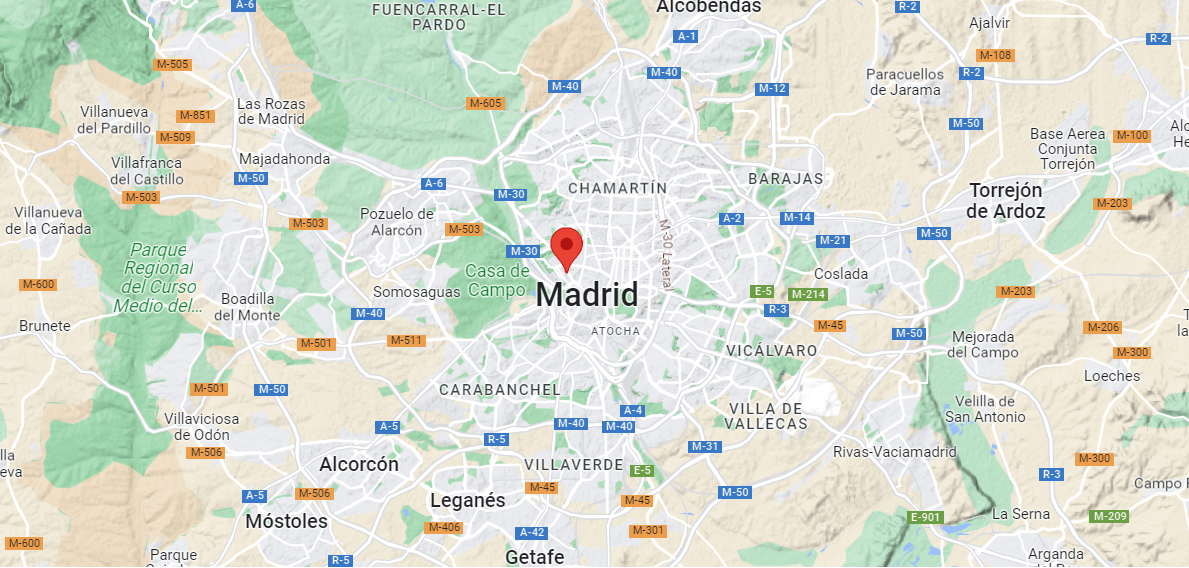 A-6
FUENCARRAL-EL
PARDO
Alcobendas
R-2
Ajalvir
A-1
R-2
M-505
M-108
M-40
R-2
Paracuellos
de Jarama
M-40
M-12
M-605
Las Rozas
de Madrid
Villanueva
del Pardillo
M-851
M-50
Base Aerea
Conjunta
Torrejón
M-100
M-509
Majadahonda
Villafranca
del Castillo
M-50
A-6
M-30
CHAMARTÍN
BARAJAS
Torrejón
de Ardoz
M-503
M-203
Villanueva
de la Cañada
M-503
Pozuelo de
Alarcón
M-503
A-2
M-14
M-50
M-21
M-30
M-30 Lateral
Parque
Regional
del Curso
Medio del...
Casa de
Campo
Coslada
M-600
Somosaguas
Madrid
E-5
M-214
M-203
Boadilla
del Monte
M-40
R-3
Brunete
ATOCHA
M-45
M-206
M-501
M-511
M-50
Mejorada
del Campo
M-300
VICÁLVARO
Loeches
M-501
M-50
CARABANCHEL
Villaviciosa
de Odón
A-4
VILLA DE
VALLECAS
Velilla de
San Antonio
A-5
M-40
M-40
R-5
M-31
M-506
Rivas-Vaciamadrid
Alcorcón
VILLAVERDE
E-5
M-300
R-3
A-5
M-506
M-45
Leganés
M-45
M-50
Móstoles
M-406
A-42
M-301
E-901
La Serna
M-209
M-600
Parque
R-5
Getafe
Arganda